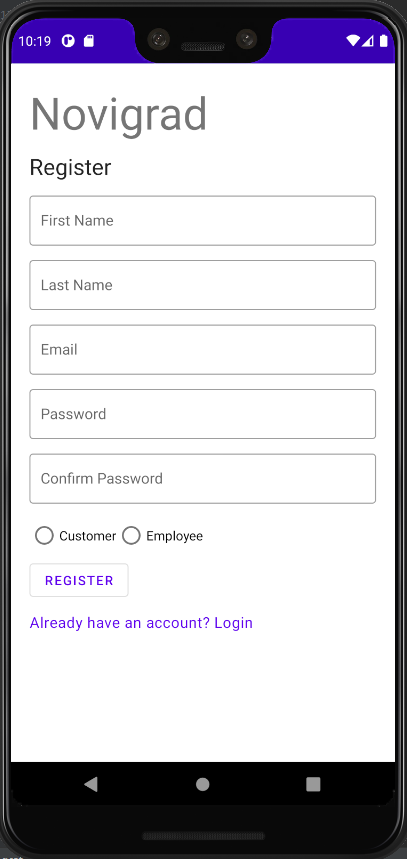 10:19
Novigrad
Register
First Name
Last Name
Email
Password
Confirm Password
Customer Employee
REGISTER
Already have an account? Login